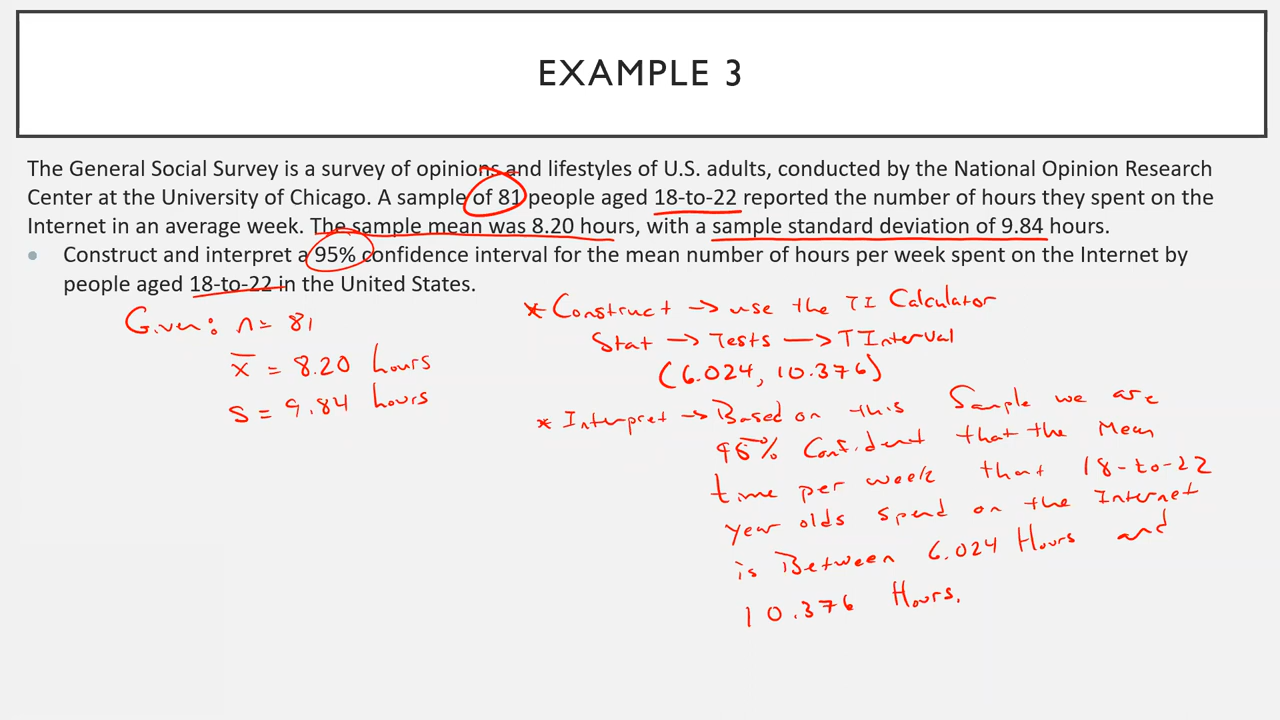 EXAMPLE 3
The General Social Survey is a survey of opinions and lifestyles of U.S. adults, conducted by the National Opinion Research
Center at the University of Chicago. A sample of 81 people aged 18-to-22 reported the number of hours they spent on the
Internet in an average week. The sample mean was 8.20 hours, with a sample standard deviation of 9.84 hours.
• Construct and interpret a 95% confidence interval for the mean number of hours per week spent on the Internet by
people aged 18-to-22 in the United States.
Given: n = 81
x̄ = 8.20 hours
s = 9.84 hours
* Construct → use the TI Calculator
Stat → Tests → T Interval
(6.024, 10.376)
* Interpret → Based on this Sample we are
95% Confident that the Mean
time per week that 18-to-22
year olds spend on the Internet
is Between 6.024 Hours and
10.376 Hours.